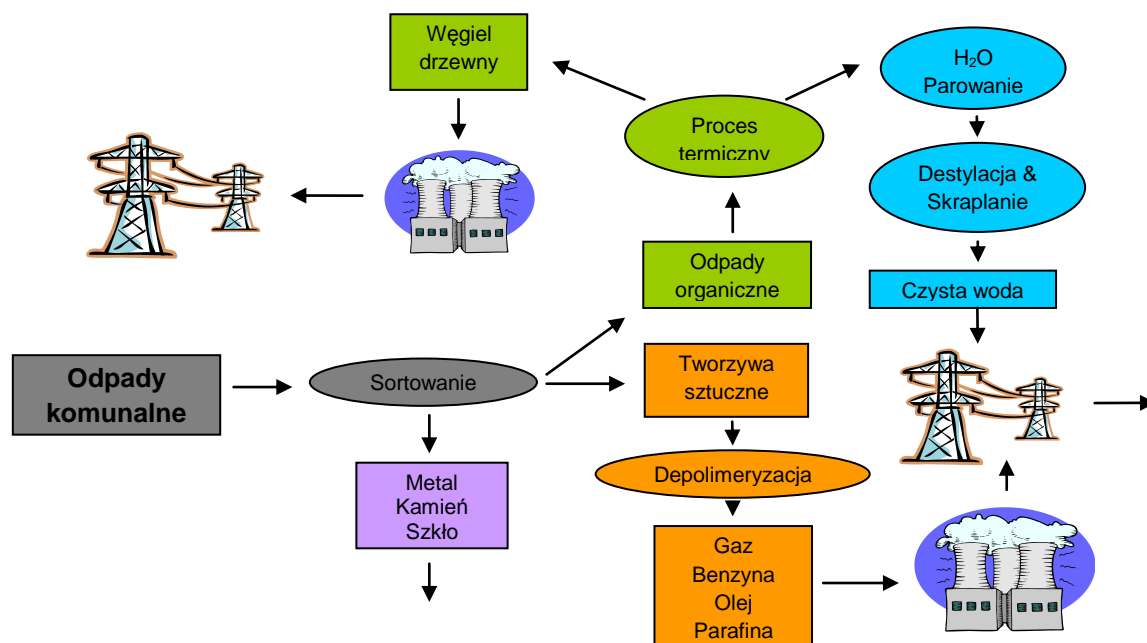 Węgiel
drzewny
H₂O
Parowanie
Proces
termiczny
Destylacja &
Skraplanie
Odpady
organiczne
Czysta woda
Odpady
komunalne
Sortowanie
Tworzywa
sztuczne
Depolimeryzacja
Metal
Kamień
Szkło
Gaz
Benzyna
Olej
Parafina